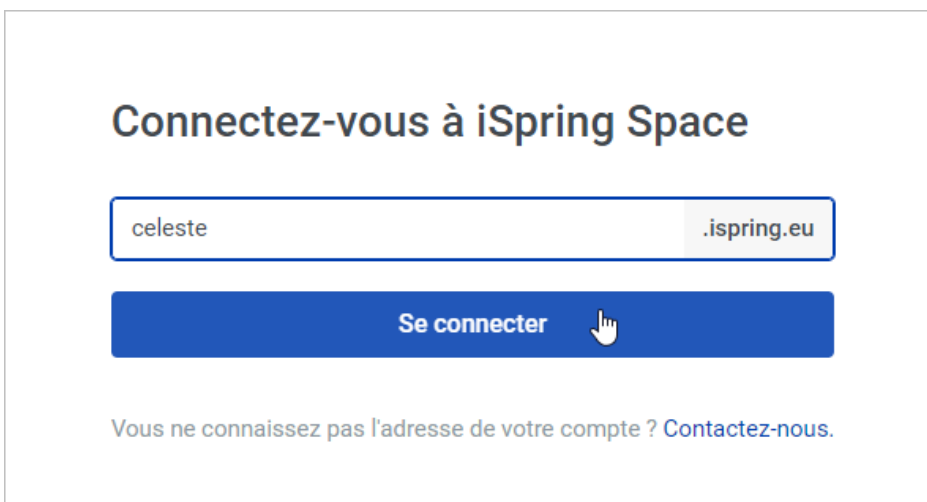 Connectez-vous à iSpring Space
celeste .ispring.eu
Se connecter
Vous ne connaissez pas l'adresse de votre compte ? Contactez-nous.